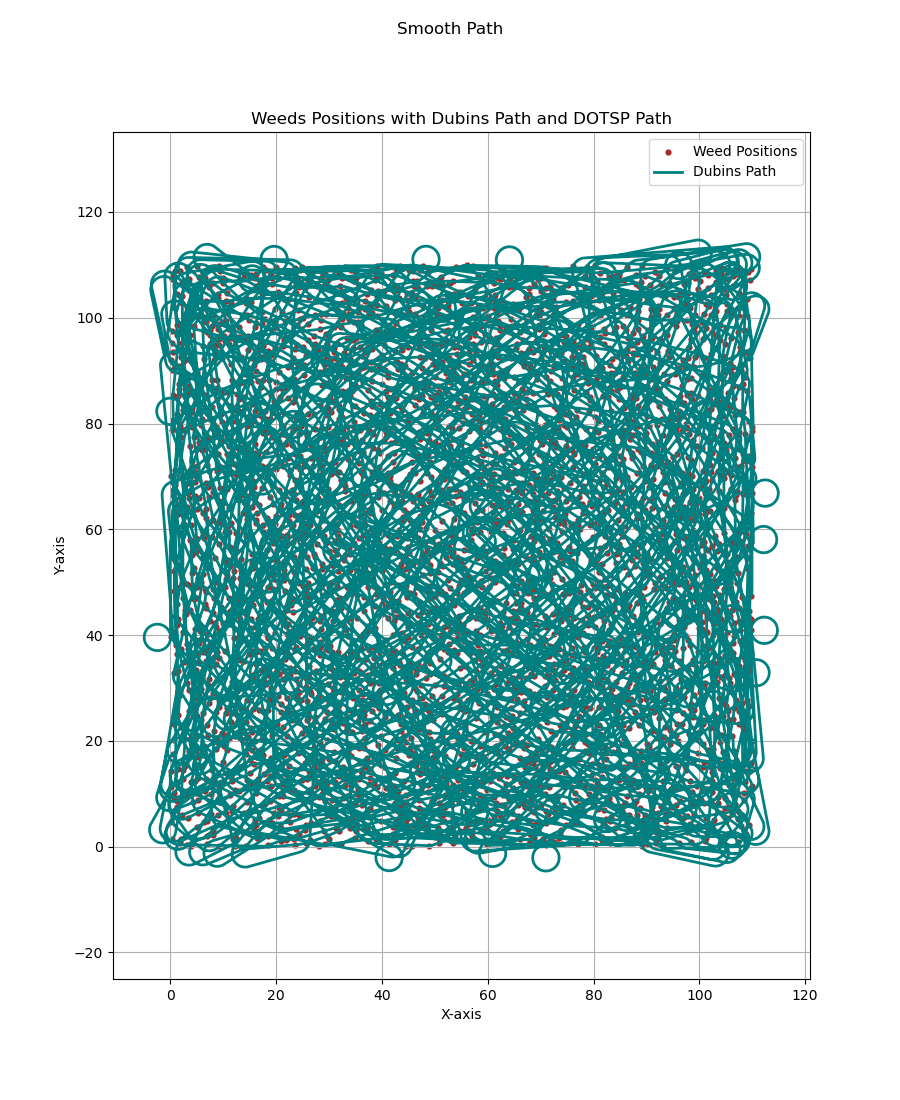 Smooth Path
Weeds Positions with Dubins Path and DOTSP Path
Weed Positions
Dubins Path
120
100
80
60
40
20
0
−20
Y-axis
0 20 40 60 80 100 120
X-axis